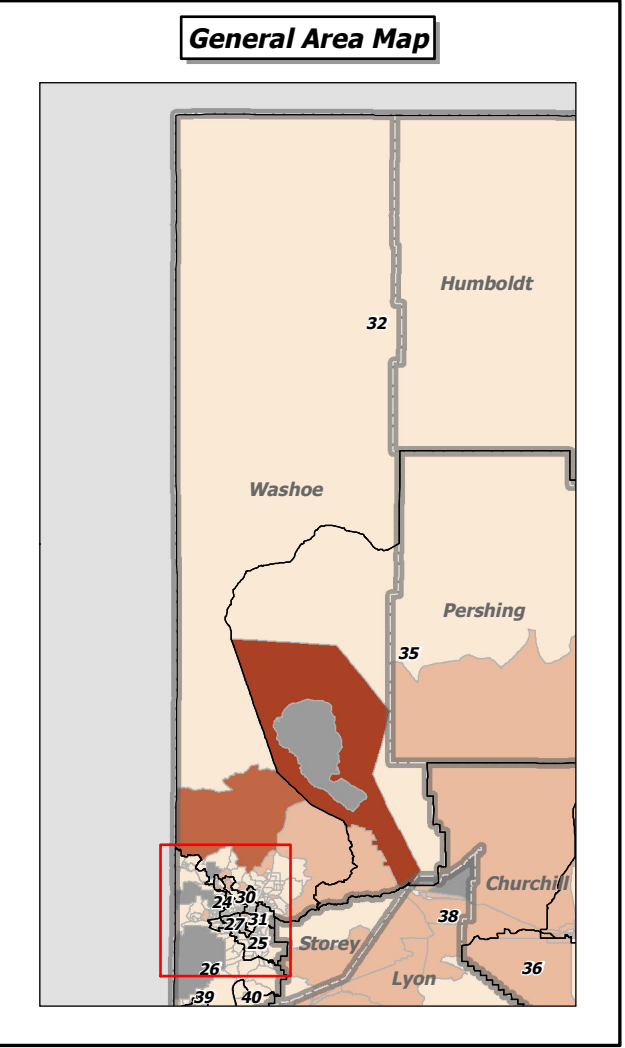 General Area Map
Humboldt
32
Washoe
Pershing
35
Churchill
24
30
27
31
38
25
Storey
36
26
Lyon
39
40